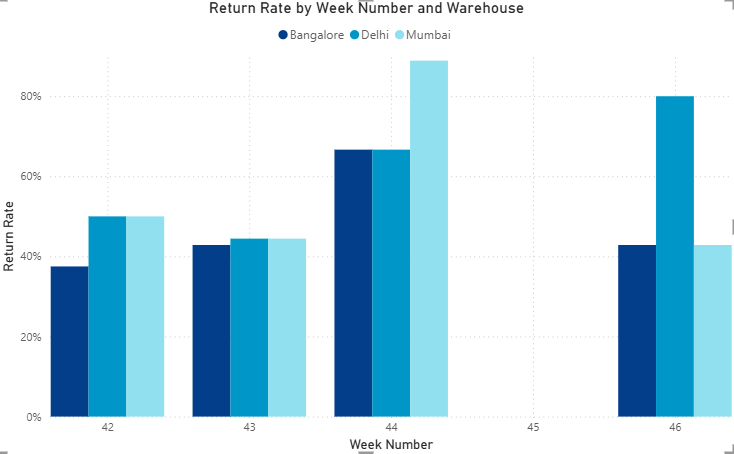 Return Rate by Week Number and Warehouse
Bangalore Delhi Mumbai
Return Rate
80%
60%
40%
20%
0%
42 43 44 45 46
Week Number